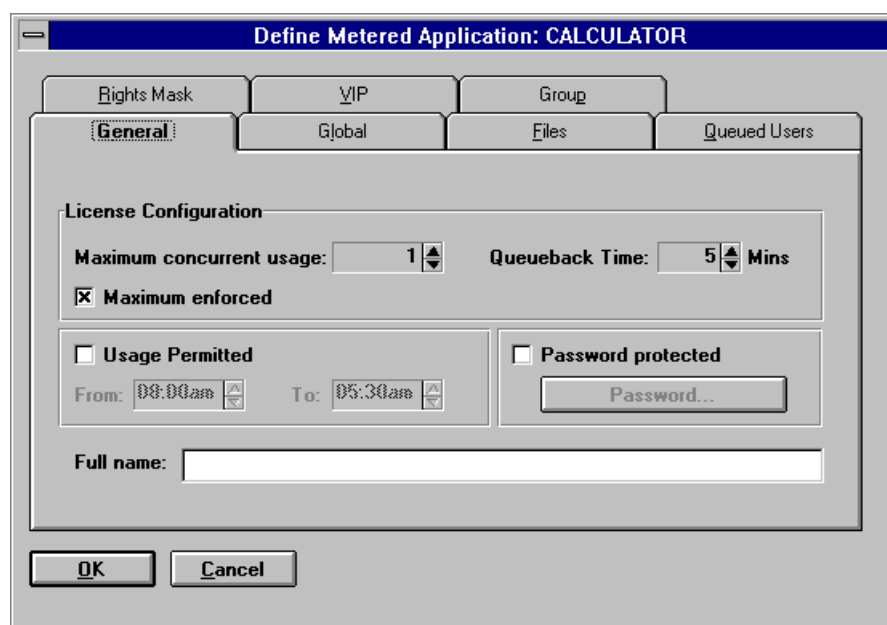 Define Metered Application: CALCULATOR
Rights Mask VIP Group
General Global Files Queued Users
License Configuration
Maximum concurrent usage: 1 Queueback Time: 5 Mins
Maximum enforced
Usage Permitted Password protected
From: 08:00am To: 05:30am Password...
Full name:
OK Cancel